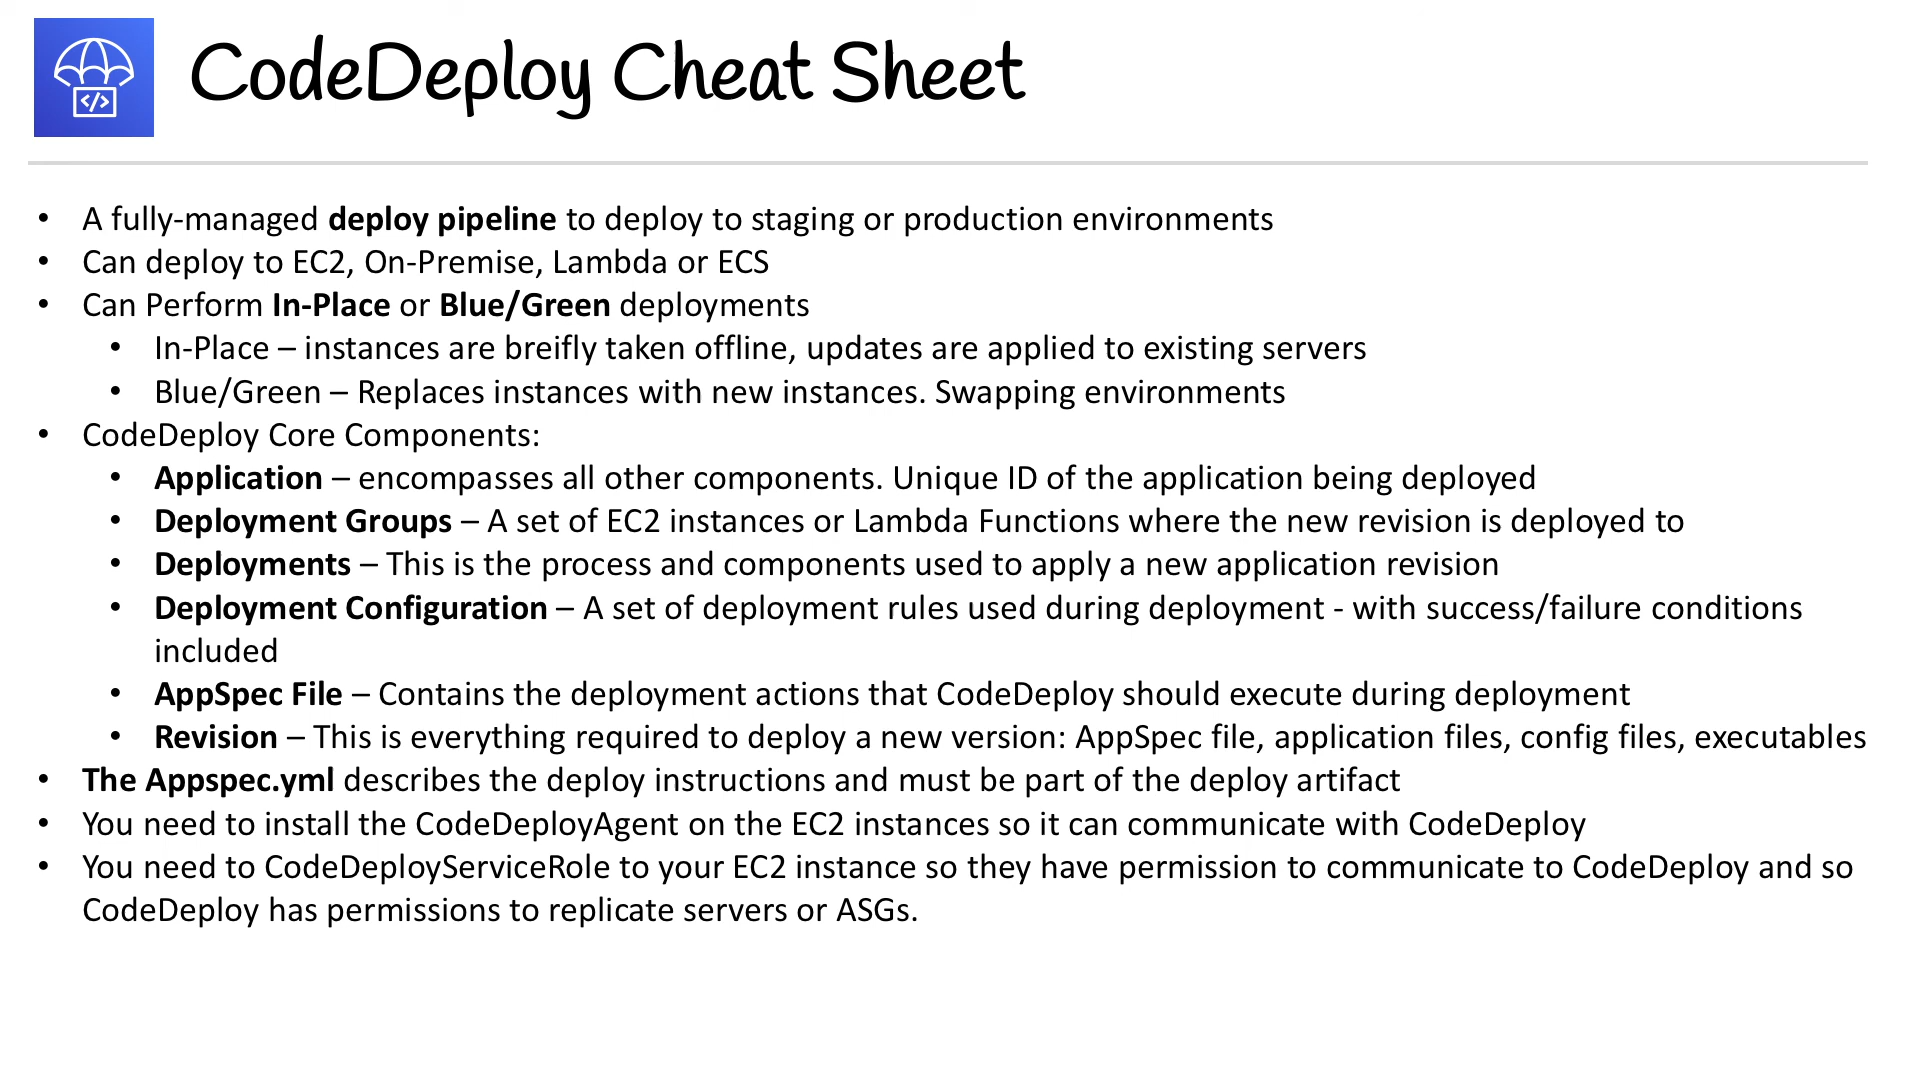 </>
CodeDeploy Cheat Sheet
• A fully-managed deploy pipeline to deploy to staging or production environments
• Can deploy to EC2, On-Premise, Lambda or ECS
• Can Perform In-Place or Blue/Green deployments
• In-Place – instances are breifly taken offline, updates are applied to existing servers
• Blue/Green – Replaces instances with new instances. Swapping environments
• CodeDeploy Core Components:
• Application – encompasses all other components. Unique ID of the application being deployed
• Deployment Groups – A set of EC2 instances or Lambda Functions where the new revision is deployed to
• Deployments – This is the process and components used to apply a new application revision
• Deployment Configuration – A set of deployment rules used during deployment - with success/failure conditions
included
• AppSpec File – Contains the deployment actions that CodeDeploy should execute during deployment
• Revision – This is everything required to deploy a new version: AppSpec file, application files, config files, executables
• The Appspec.yml describes the deploy instructions and must be part of the deploy artifact
• You need to install the CodeDeployAgent on the EC2 instances so it can communicate with CodeDeploy
• You need to CodeDeployServiceRole to your EC2 instance so they have permission to communicate to CodeDeploy and so
CodeDeploy has permissions to replicate servers or ASGs.